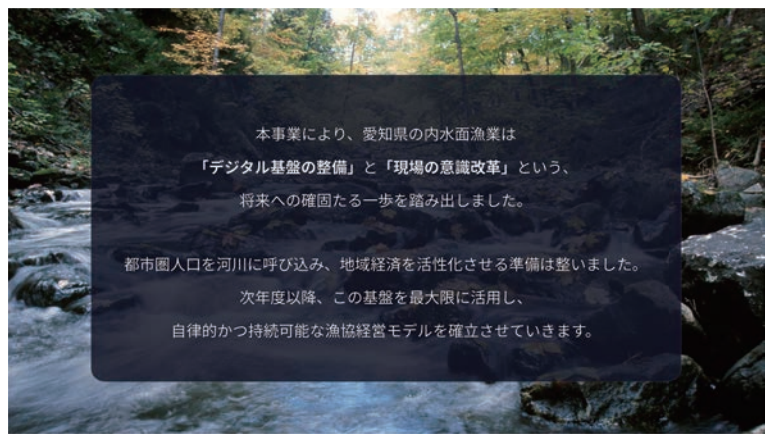 本事業により、愛知県の内水面漁業は
「デジタル基盤の整備」と「現場の意識改革」という、
将来への確固たる一歩を踏み出しました。
都市圏人口を河川に呼び込み、地域経済を活性化させる準備は整いました。
次年度以降、この基盤を最大限に活用し、
自律的かつ持続可能な漁協経営モデルを確立させていきます。